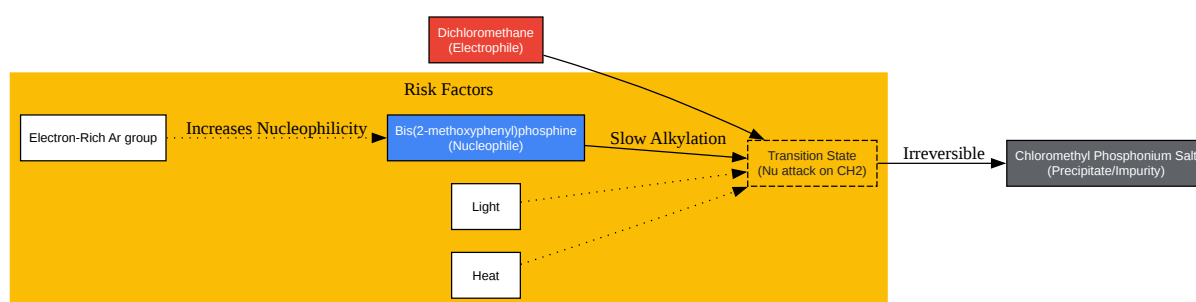 Dichloromethane
(Electrophile)
Risk Factors
Electron-Rich Ar group
Increases Nucleophilicity
Bis(2-methoxyphenyl)phosphine
(Nucleophile)
Slow Alkylation
Transition State
(Nu attack on CH2)
Irreversible
Chloromethyl Phosphonium Salt
(Precipitate/Impurity)
Light
Heat